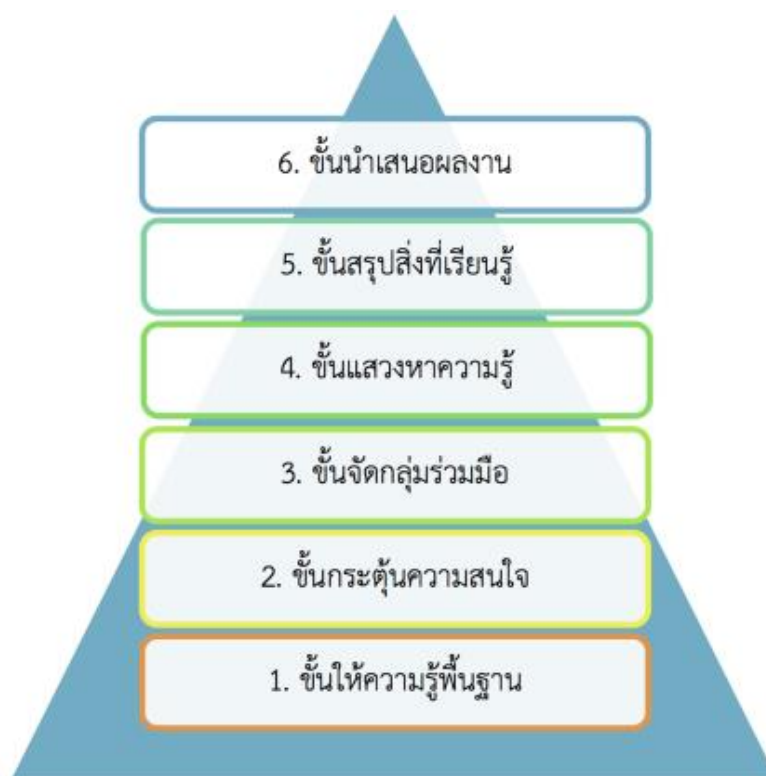 6. ขั้นนำเสนอผลงาน
5. ขั้นสรุปสิ่งที่เรียนรู้
4. ขั้นแสวงหาความรู้
3. ขั้นจัดกลุ่มร่วมมือ
2. ขั้นกระตุ้นความสนใจ
1. ขั้นให้ความรู้พื้นฐาน